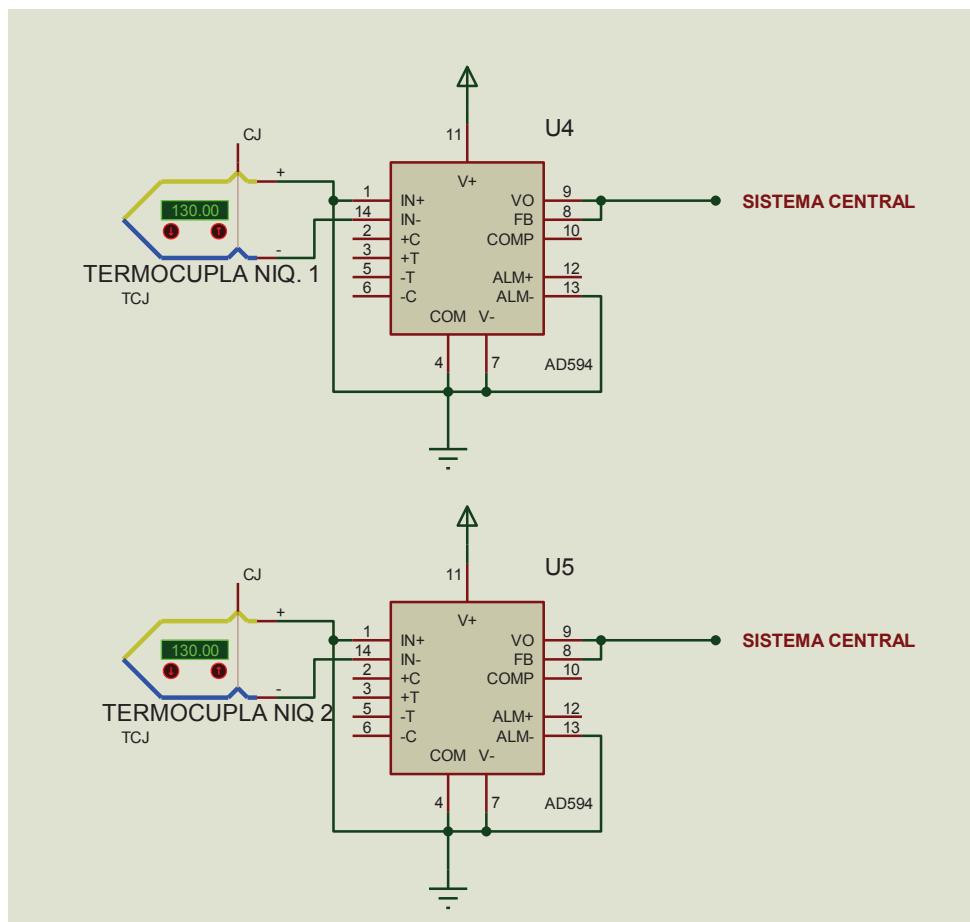 U4
CJ
11
V+
+
130.00
-
TERMOCUPLA NIQ. 1
TCJ
1 IN+ VO 9
14 IN- FB 8
2 +C COMP 10
3 +T
5 -T ALM+ 12
6 -C ALM- 13
COM V-
4 7
AD594
SISTEMA CENTRAL
U5
CJ
11
V+
+
130.00
-
TERMOCUPLA NIQ 2
TCJ
1 IN+ VO 9
14 IN- FB 8
2 +C COMP 10
3 +T
5 -T ALM+ 12
6 -C ALM- 13
COM V-
4 7
AD594
SISTEMA CENTRAL